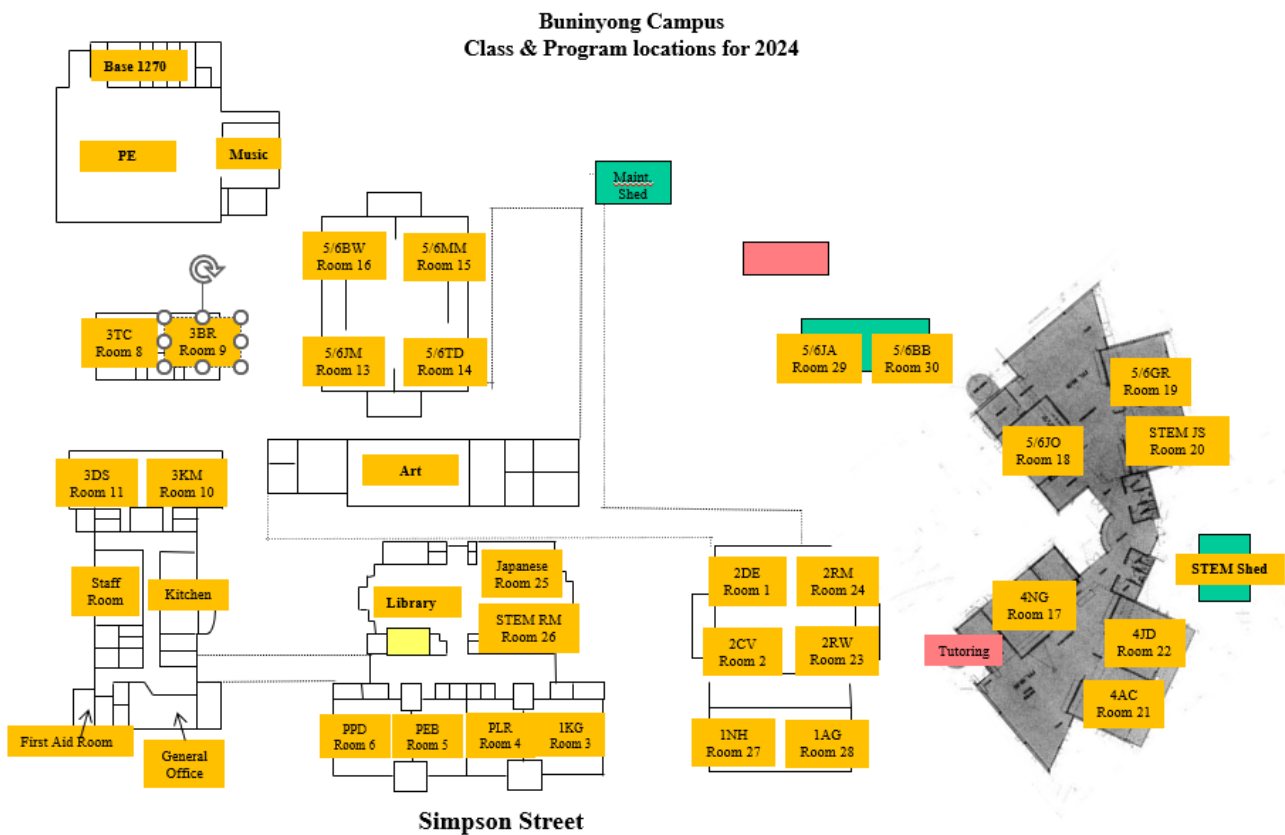 Buninyong Campus
Class & Program locations for 2024
Base 1270
PE
Music
Maint.
Shed
5/6BW
Room 16
5/6MM
Room 15
3TC
Room 8
3BR
Room 9
5/6JM
Room 13
5/6TD
Room 14
5/6JA
Room 29
5/6BB
Room 30
5/6GR
Room 19
5/6JO
Room 18
STEM JS
Room 20
3DS
Room 11
3KM
Room 10
Art
Staff
Room
Kitchen
Library
Japanese
Room 25
STEM RM
Room 26
2DE
Room 1
2RM
Room 24
2CV
Room 2
2RW
Room 23
STEM Shed
4NG
Room 17
Tutoring
4JD
Room 22
4AC
Room 21
First Aid Room
General
Office
PPD
Room 6
PEB
Room 5
PLR
Room 4
1KG
Room 3
1NH
Room 27
1AG
Room 28
Simpson Street